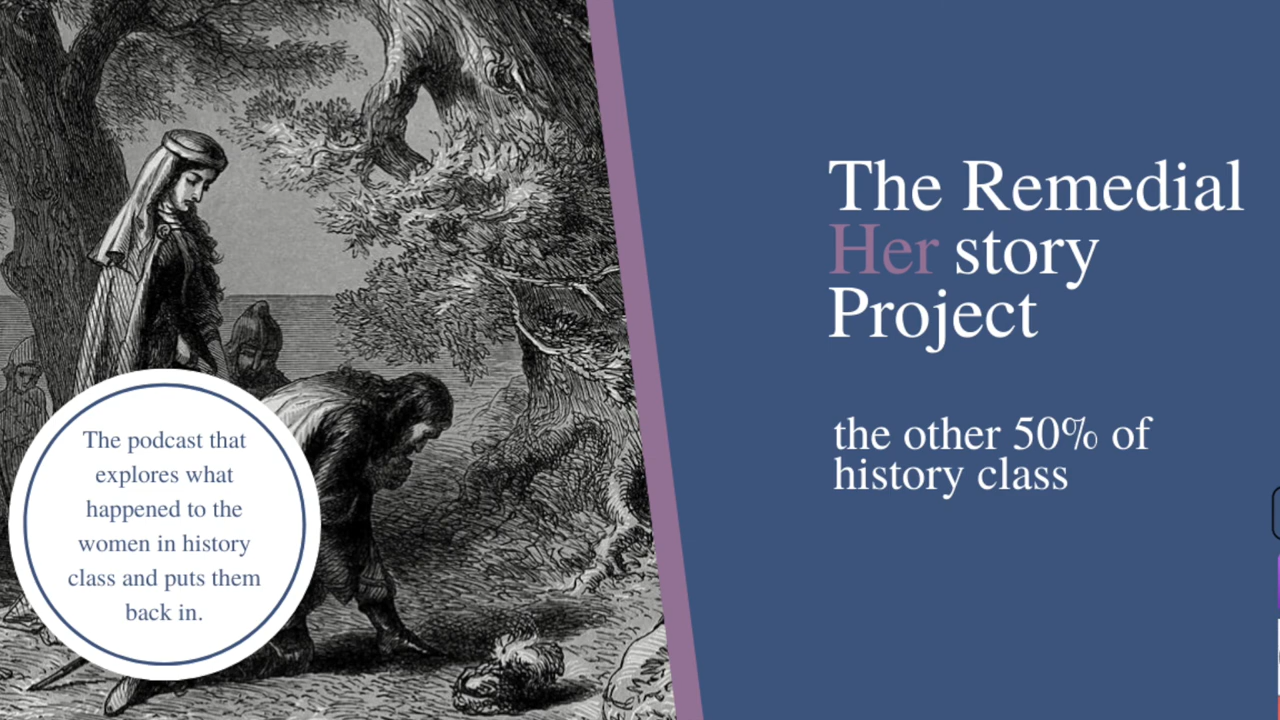 The Remedial
Her story
Project
the other 50% of
history class
The podcast that
explores what
happened to the
women in history
class and puts them
back in.